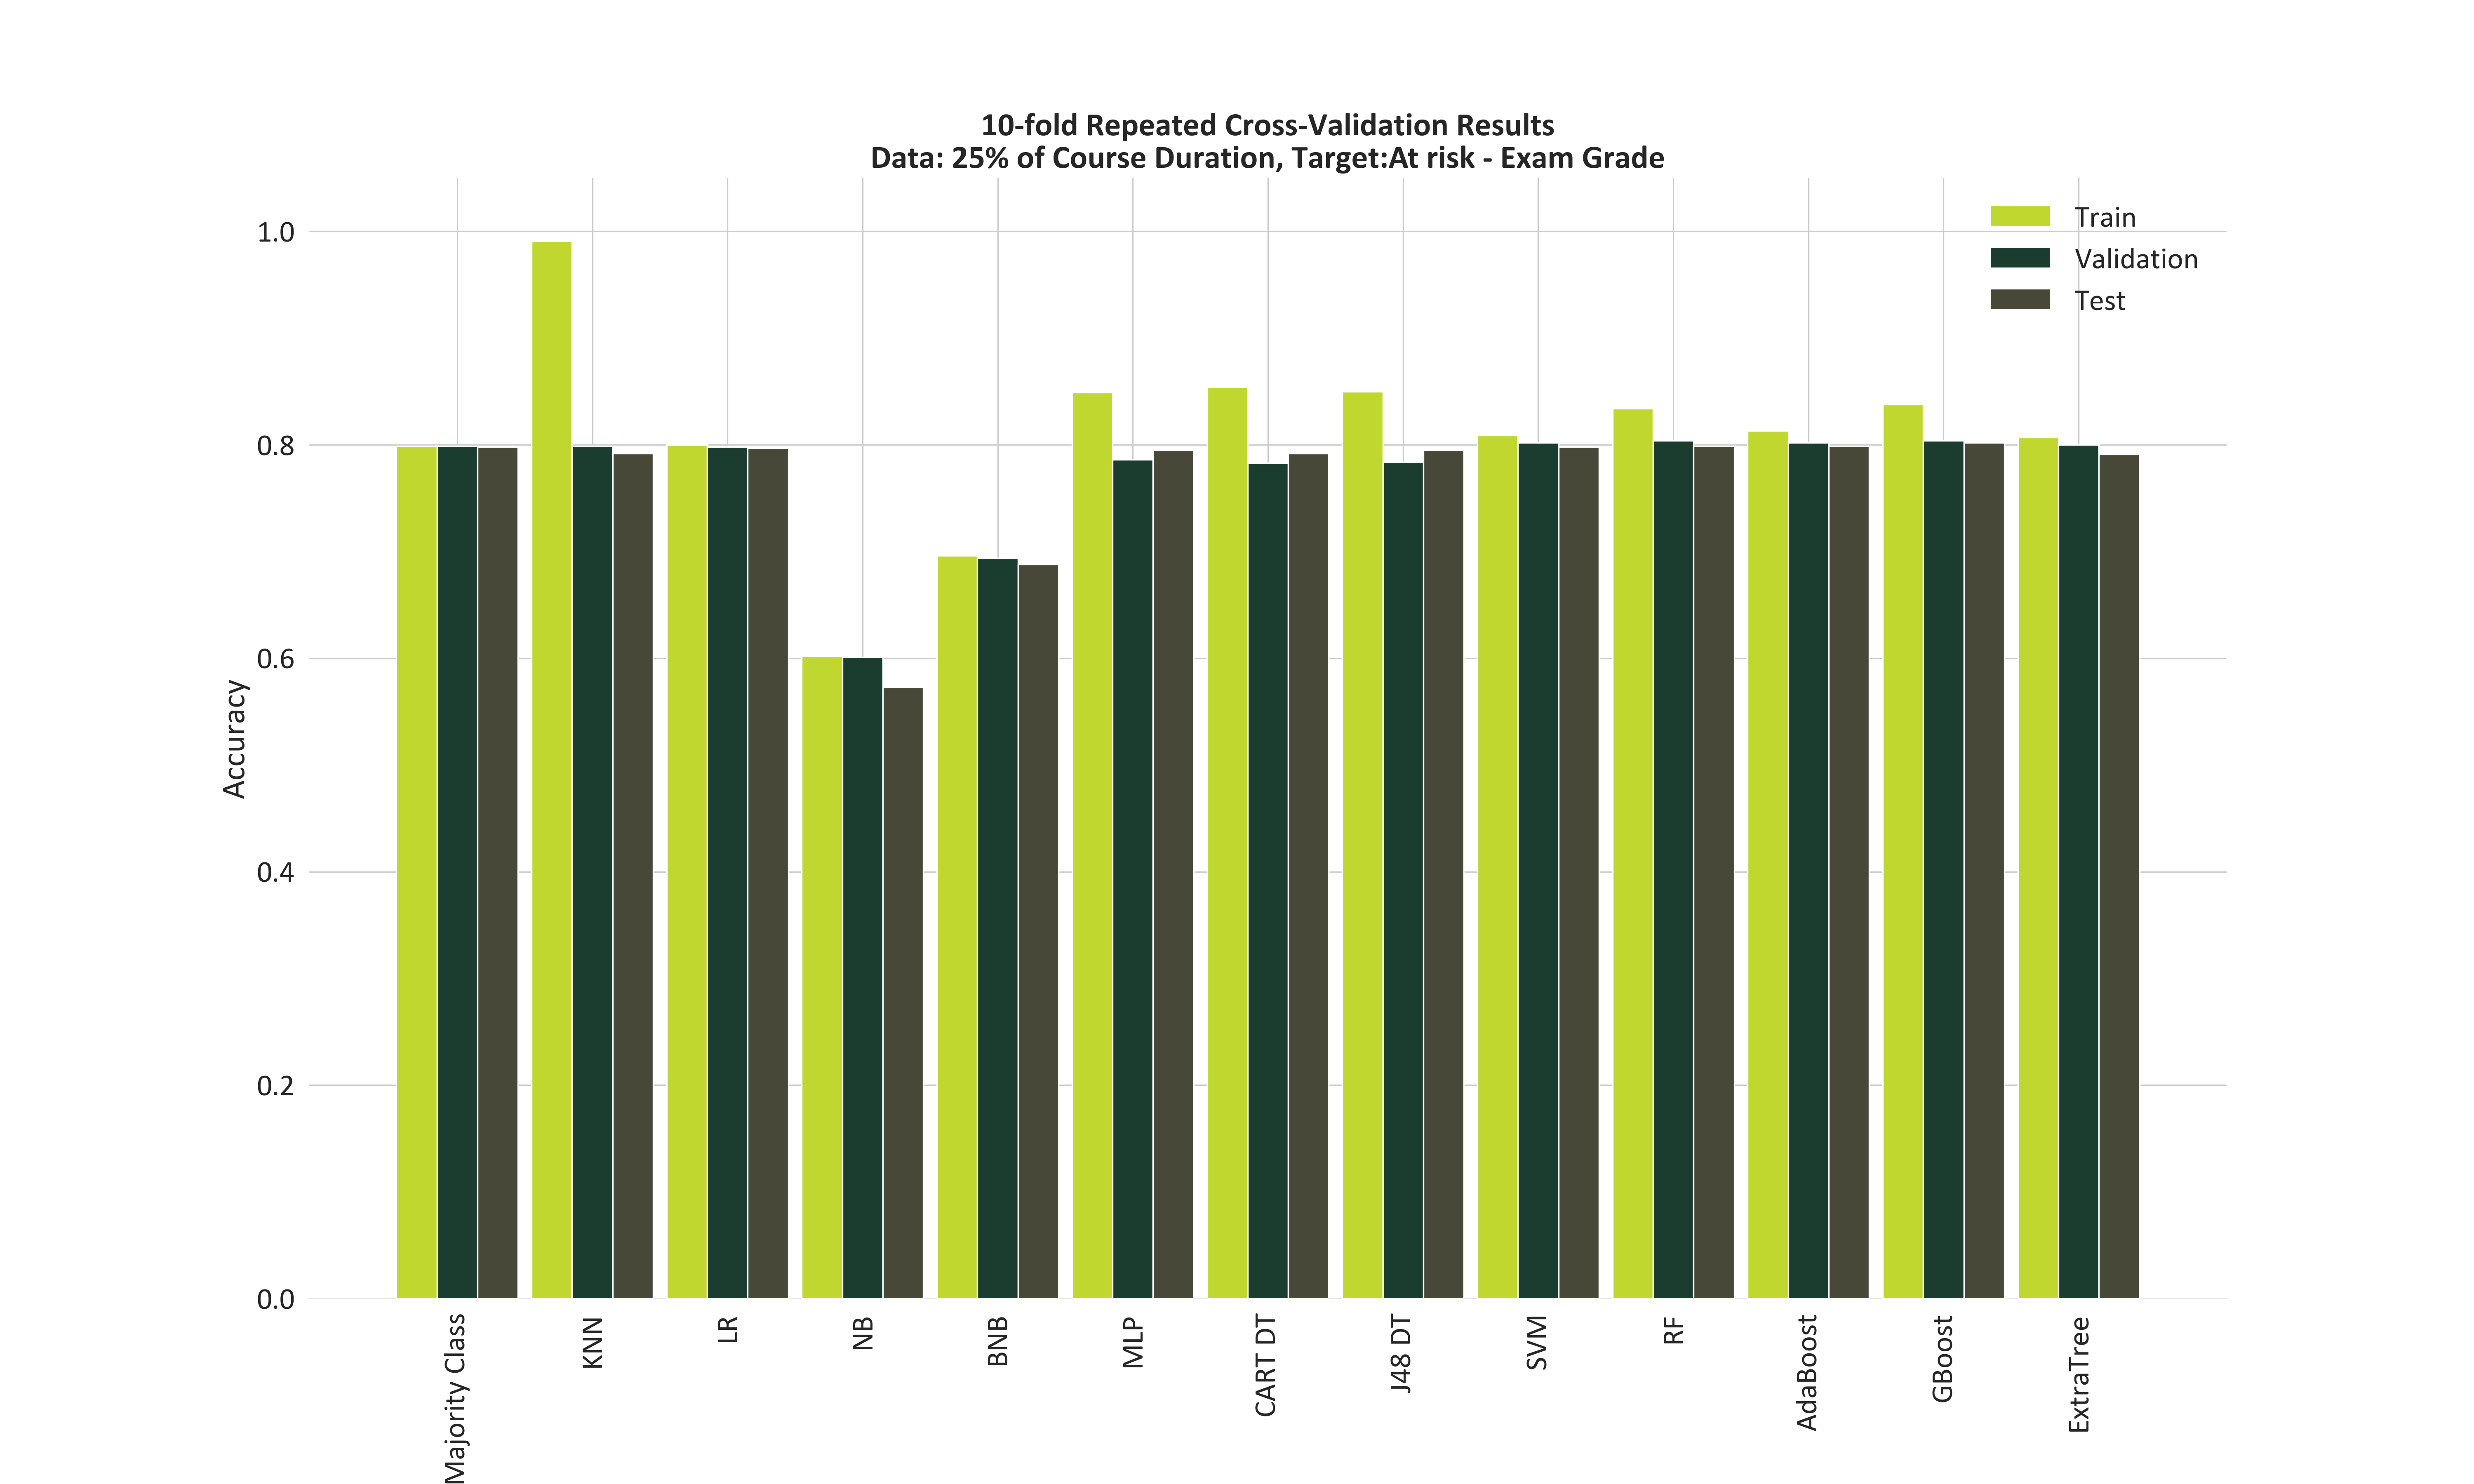 10-fold Repeated Cross-Validation Results
Data: 25% of Course Duration, Target:At risk - Exam Grade
Train
Validation
Test
Accuracy
1.0
0.8
0.6
0.4
0.2
0.0
Majority Class
KNN
LR
NB
BNB
MLP
CART DT
J48 DT
SVM
RF
AdaBoost
GBoost
ExtraTree